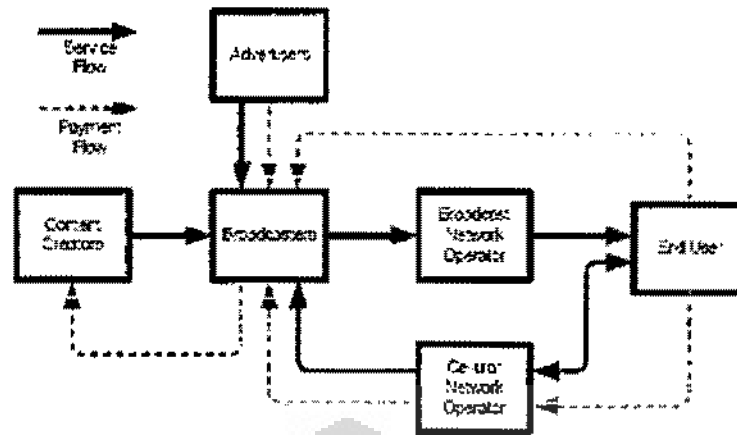 Service
Flow
Payment
Flow
Advertisers
Content
Creators
Broadcasters
Broadcast
Network
Operator
End User
Cellular
Network
Operator